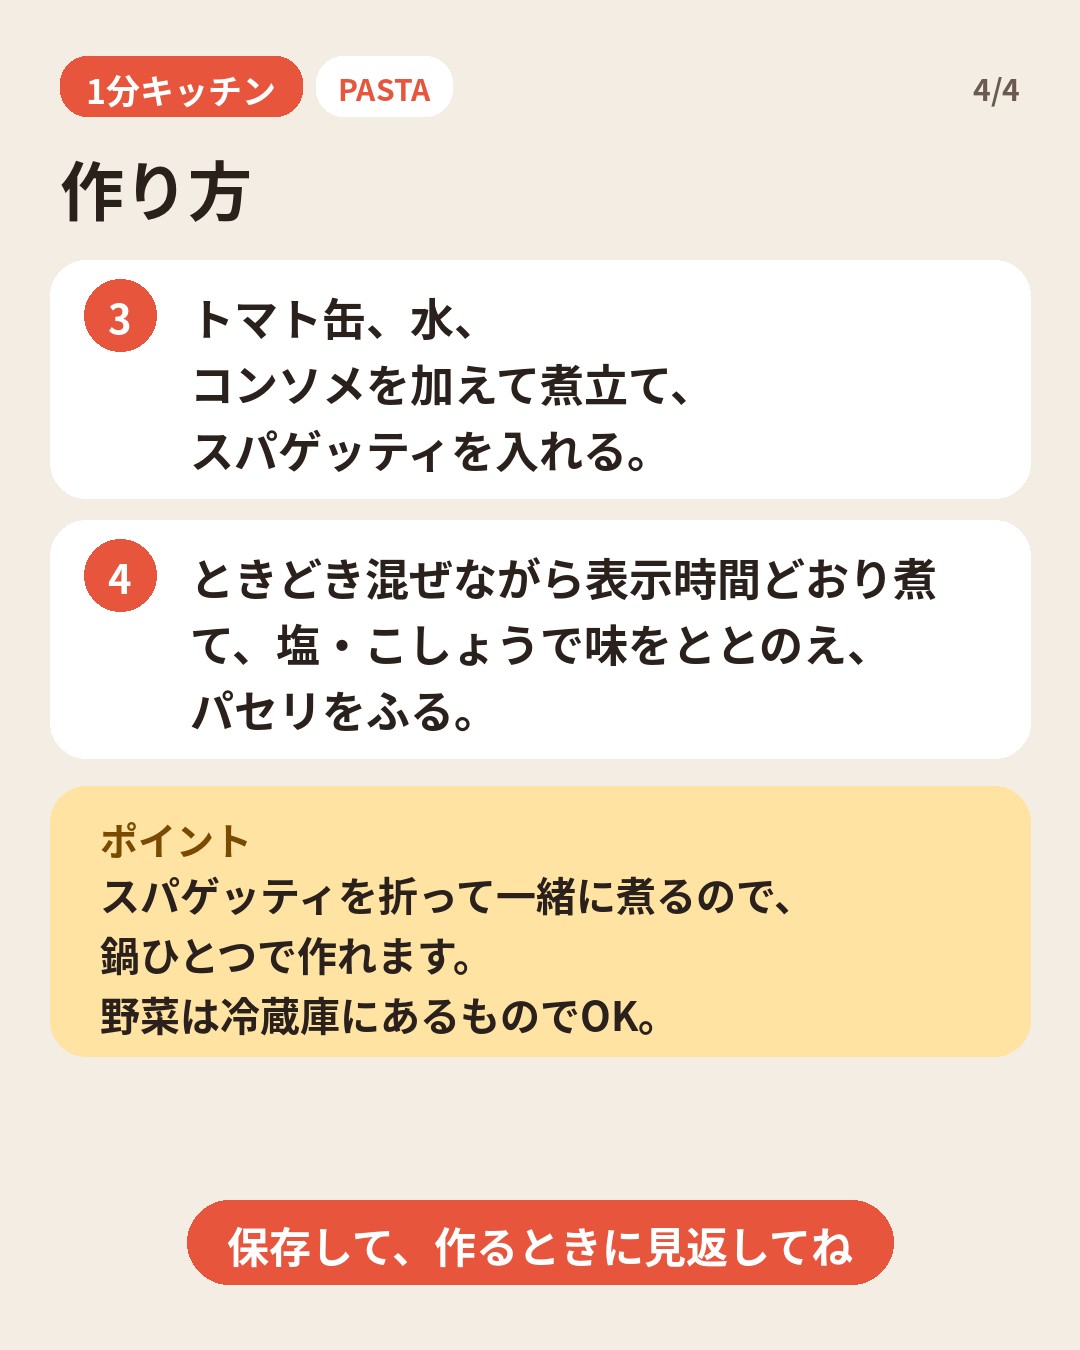 1分キッチン PASTA 4/4
作り方
3 トマト缶、水、
コンソメを加えて煮立て、
スパゲッティを入れる。
4 ときどき混ぜながら表示時間どおり煮
て、塩・こしょうで味をととのえ、
パセリをふる。
ポイント
スパゲッティを折って一緒に煮るので、
鍋ひとつで作れます。
野菜は冷蔵庫にあるものでOK。
保存して、作るときに見返してね